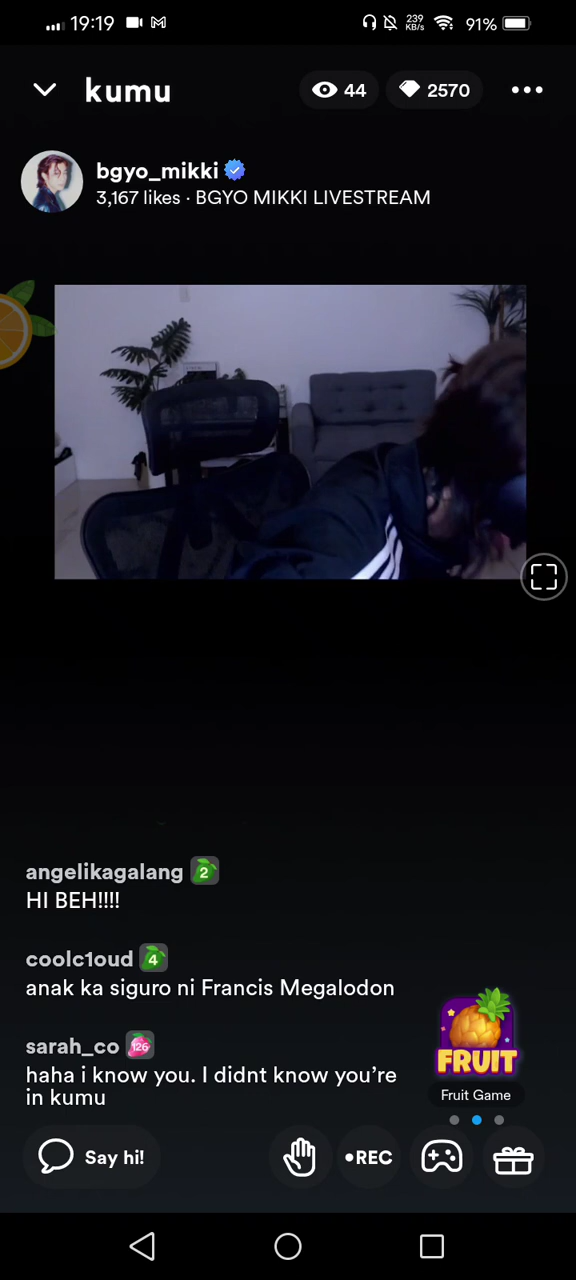 19:19
239
KB/s
91%
kumu
44
2570
bgyo_mikki
3,167 likes · BGYO MIKKI LIVESTREAM
angelikagalang 2
HI BEH!!!!
coolc1oud 4
anak ka siguro ni Francis Megalodon
sarah_co 126
haha i know you. I didnt know you’re
in kumu
FRUIT
Fruit Game
Say hi!
•REC